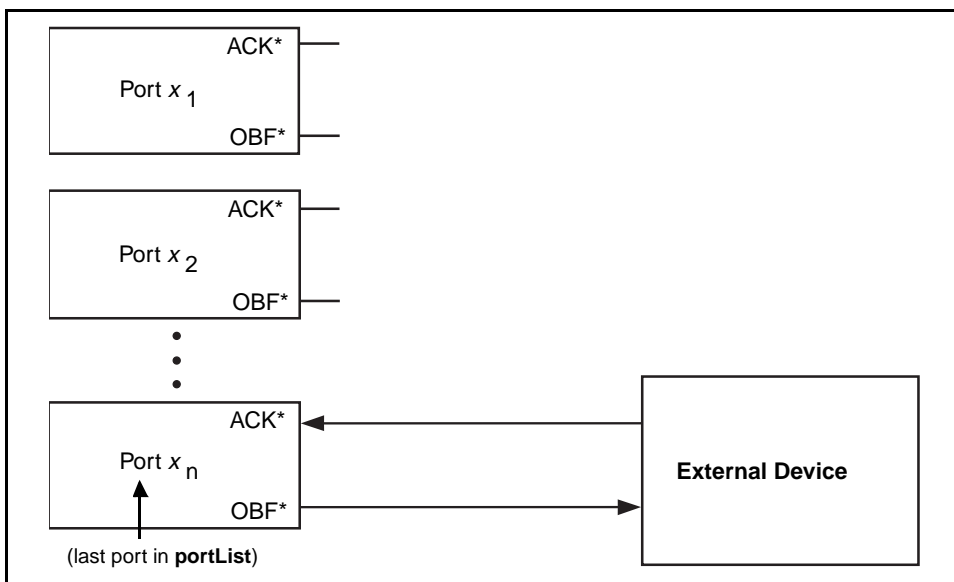 ACK*
Port x 1
OBF*
ACK*
Port x 2
OBF*
ACK*
Port x n
OBF*
(last port in portList)
External Device